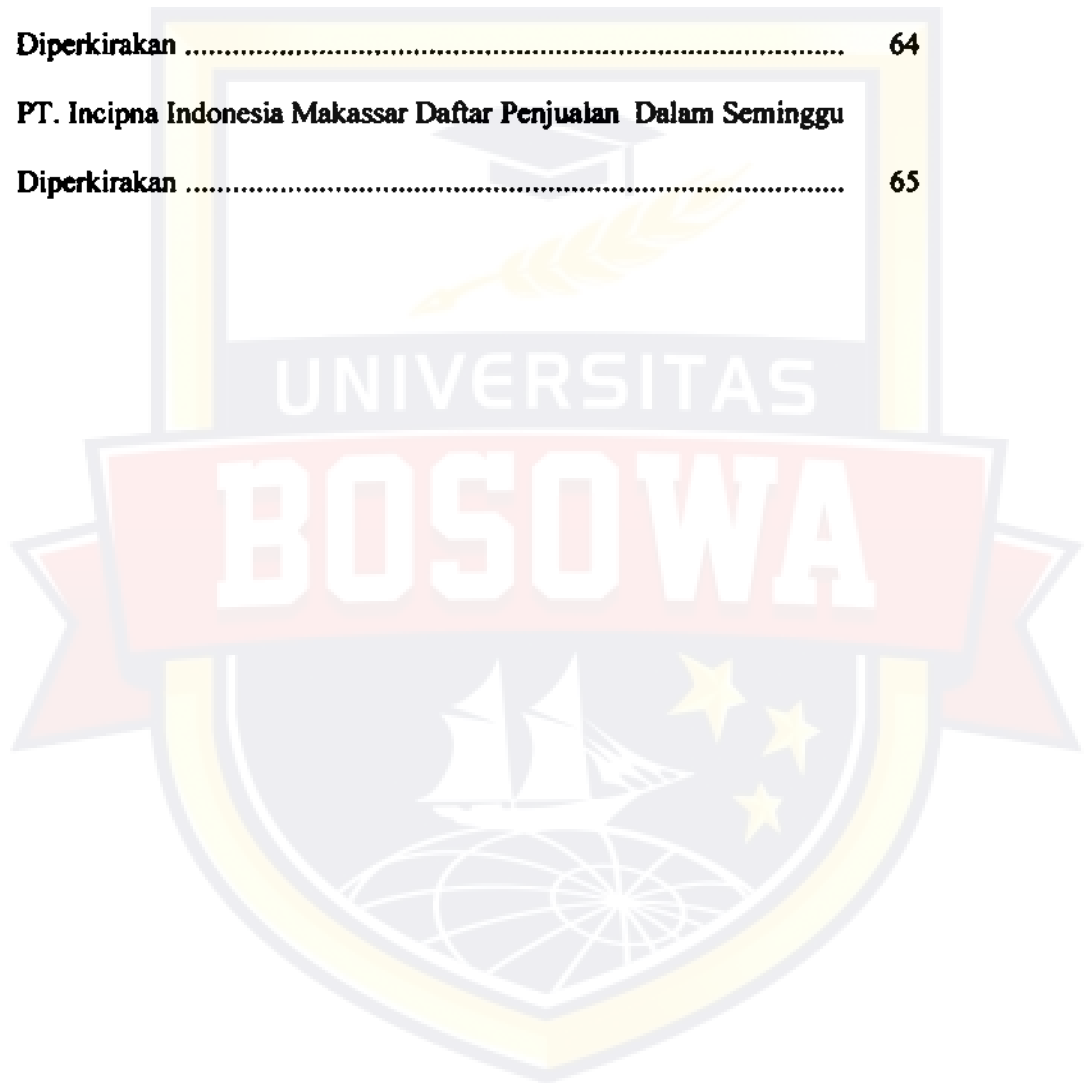 Diperkirakan ........................................................................................ 64
PT. Incipna Indonesia Makassar Daftar Penjualan Dalam Seminggu
Diperkirakan ........................................................................................ 65
UNIVERSITAS
BOSOWA